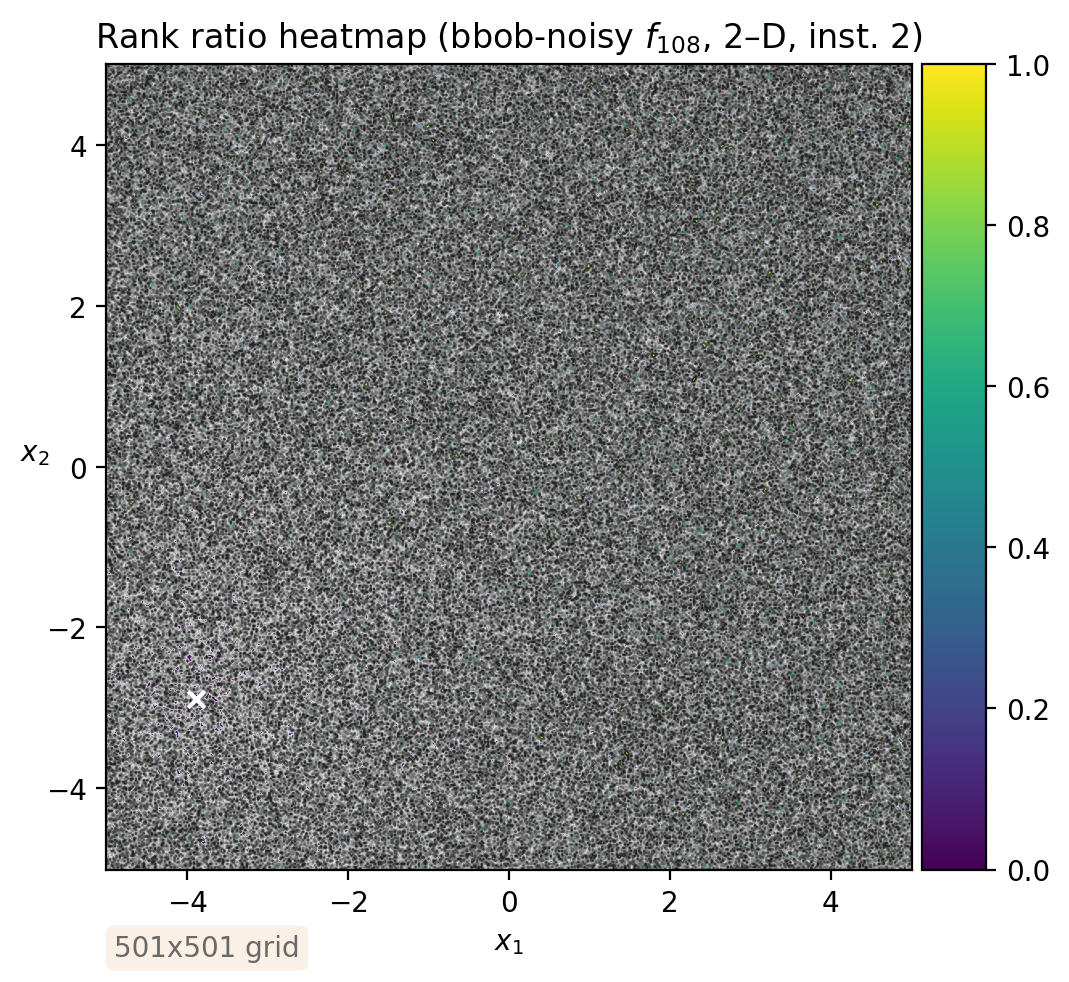 Rank ratio heatmap (bbob-noisy f₁₀₈, 2–D, inst. 2)
1.0
4
0.8
2
0.6
x₂
0
0.4
−2
0.2
−4
0.0
−4 −2 0 2 4
x₁
501x501 grid